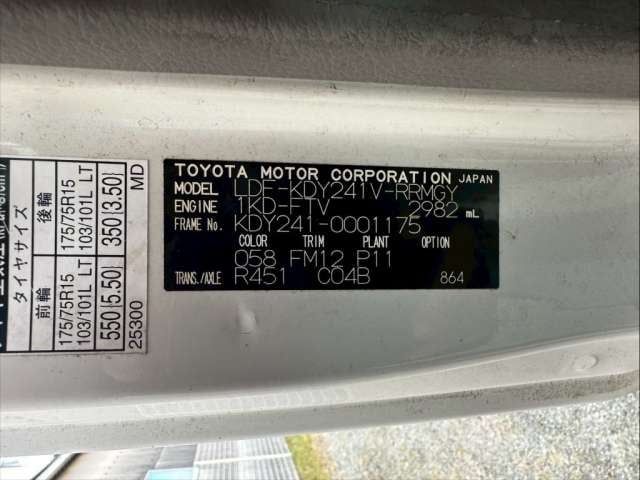 TOYOTA MOTOR CORPORATION JAPAN
MODEL LDF-KDY241V-RRMGY
ENGINE 1KD-FTV 2982 mL
FRAME No. KDY241-0001175
COLOR TRIM PLANT OPTION
058 FM12 P11
TRANS./AXLE R451 C04B 864
タイヤサイズ
前輪 後輪
175/75R15 175/75R15
103/101L LT 103/101L LT
550[5.50] 350[3.50]
25300 MD